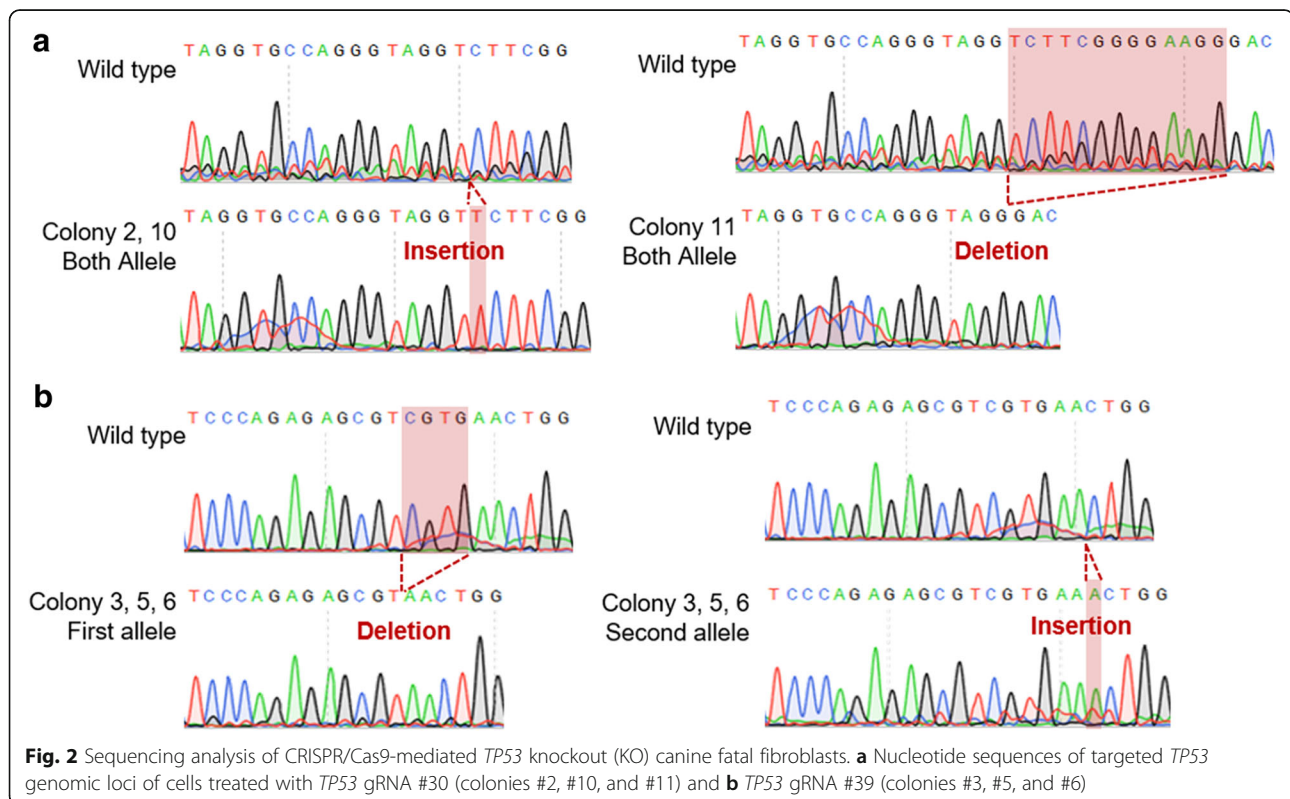 a
TAGGTGCCAGGGTAGGTCTTCGG
Wild type
Colony 2, 10
Both Allele
TAGGTGCCAGGGTAGGTTCTTCGG
Insertion
TAGGTGCCAGGGTAGGTCTTCGGGGAAGGGAC
Wild type
Colony 11
Both Allele
TAGGTGCCAGGGTAGGGAC
Deletion
b
TCCCAGAGAGCGTCGTGAACTGG
Wild type
Colony 3, 5, 6
First allele
TCCCAGAGAGCGTAACTGG
Deletion
TCCCAGAGAGCGTCGTGAACTGG
Wild type
Colony 3, 5, 6
Second allele
TCCCAGAGAGCGTCGTGAAACTGG
Insertion
Fig. 2 Sequencing analysis of CRISPR/Cas9-mediated TP53 knockout (KO) canine fatal fibroblasts. a Nucleotide sequences of targeted TP53
genomic loci of cells treated with TP53 gRNA #30 (colonies #2, #10, and #11) and b TP53 gRNA #39 (colonies #3, #5, and #6)